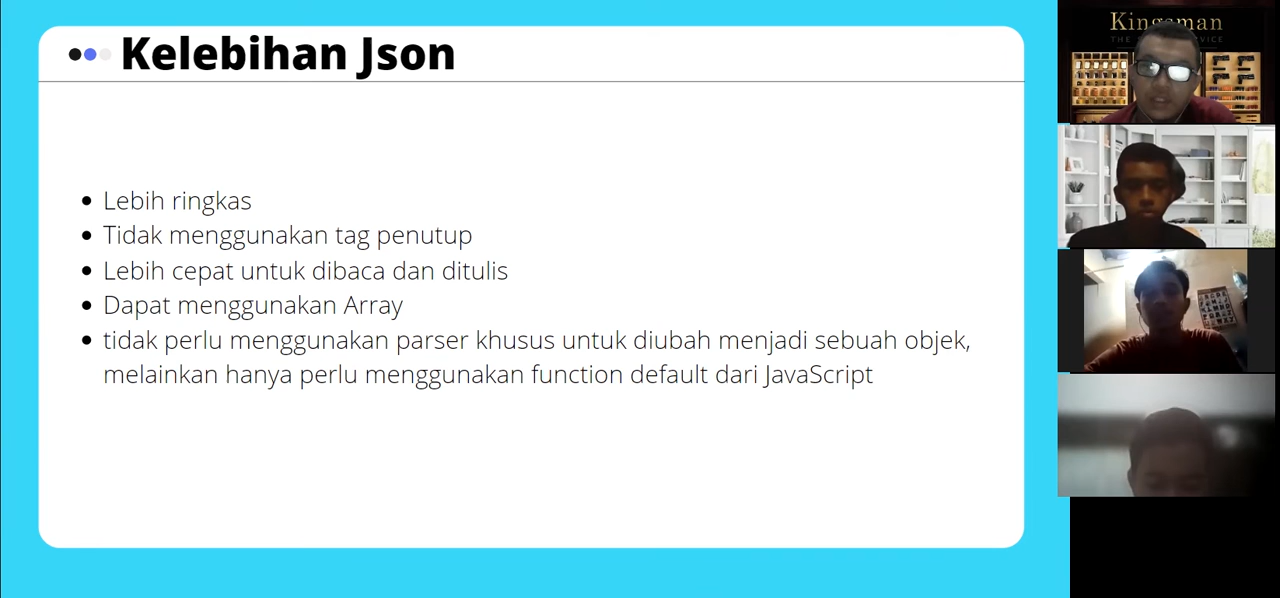 Kelebihan Json
Lebih ringkas
Tidak menggunakan tag penutup
Lebih cepat untuk dibaca dan ditulis
Dapat menggunakan Array
tidak perlu menggunakan parser khusus untuk diubah menjadi sebuah objek,
melainkan hanya perlu menggunakan function default dari JavaScript
Kingsman